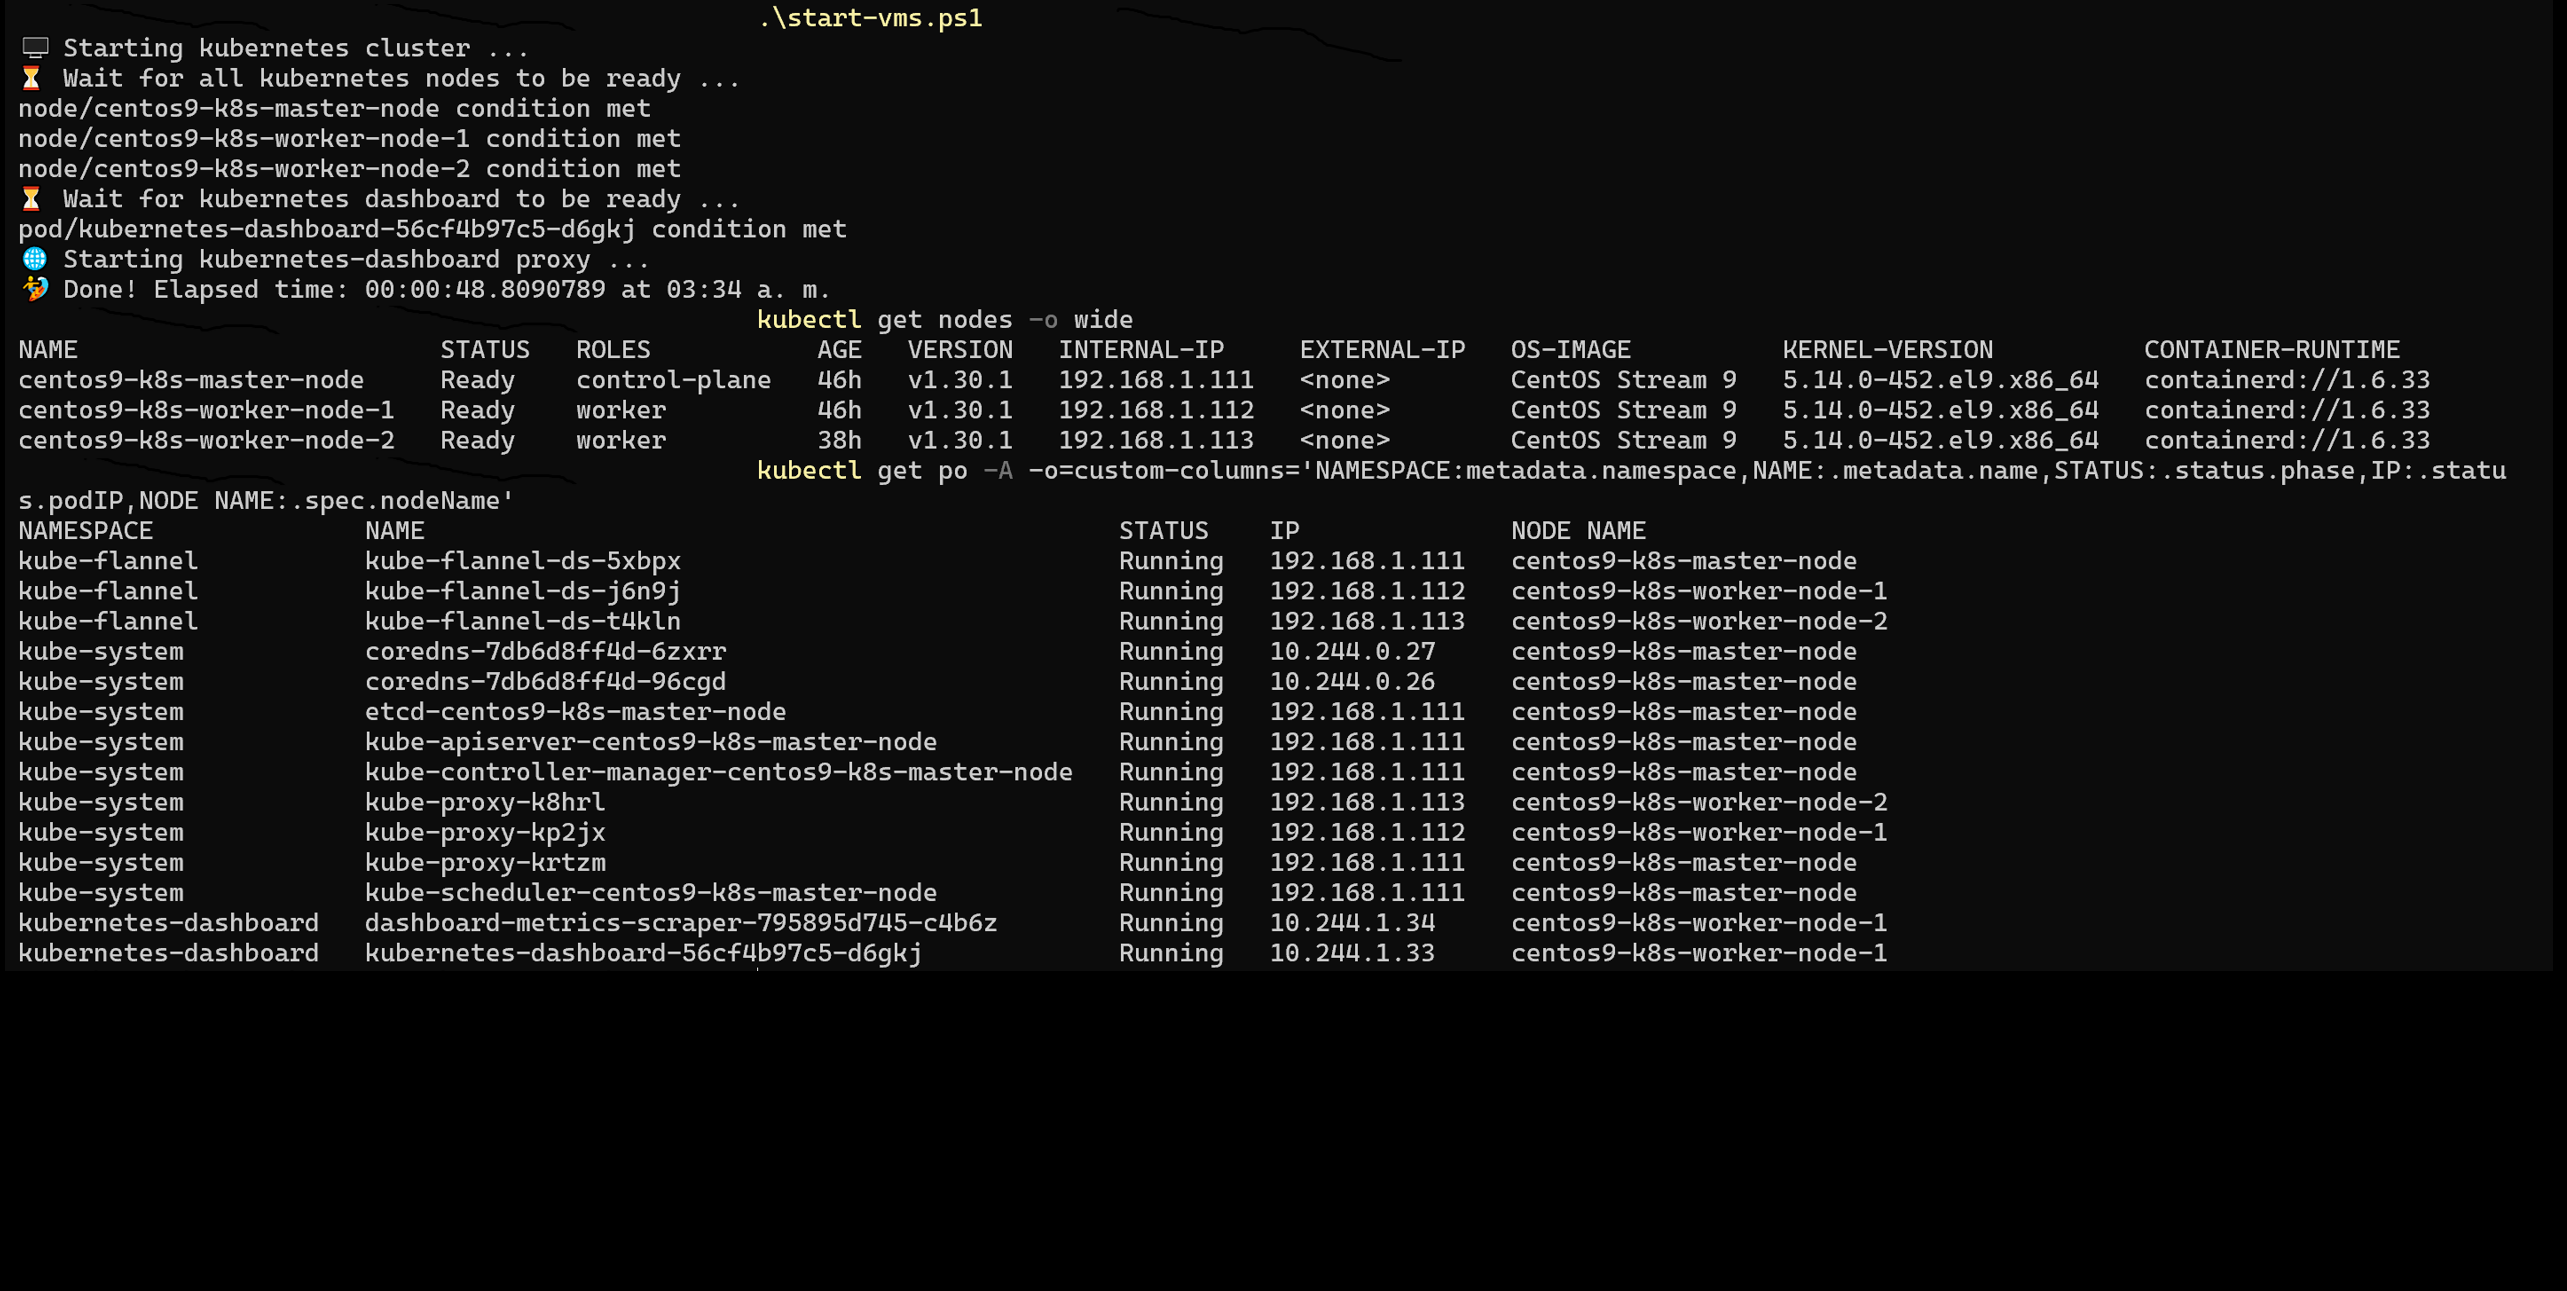 .\start-vms.ps1
🖥️ Starting kubernetes cluster ...
⏳ Wait for all kubernetes nodes to be ready ...
node/centos9-k8s-master-node condition met
node/centos9-k8s-worker-node-1 condition met
node/centos9-k8s-worker-node-2 condition met
⏳ Wait for kubernetes dashboard to be ready ...
pod/kubernetes-dashboard-56cf4b97c5-d6gkj condition met
🌐 Starting kubernetes-dashboard proxy ...
🏄 Done! Elapsed time: 00:00:48.8090789 at 03:34 a. m.
kubectl get nodes -o wide
NAME STATUS ROLES AGE VERSION INTERNAL-IP EXTERNAL-IP OS-IMAGE KERNEL-VERSION CONTAINER-RUNTIME
centos9-k8s-master-node Ready control-plane 46h v1.30.1 192.168.1.111 <none> CentOS Stream 9 5.14.0-452.el9.x86_64 containerd://1.6.33
centos9-k8s-worker-node-1 Ready worker 46h v1.30.1 192.168.1.112 <none> CentOS Stream 9 5.14.0-452.el9.x86_64 containerd://1.6.33
centos9-k8s-worker-node-2 Ready worker 38h v1.30.1 192.168.1.113 <none> CentOS Stream 9 5.14.0-452.el9.x86_64 containerd://1.6.33
kubectl get po -A -o=custom-columns='NAMESPACE:metadata.namespace,NAME:.metadata.name,STATUS:.status.phase,IP:.statu
s.podIP,NODE NAME:.spec.nodeName'
NAMESPACE NAME STATUS IP NODE NAME
kube-flannel kube-flannel-ds-5xbpx Running 192.168.1.111 centos9-k8s-master-node
kube-flannel kube-flannel-ds-j6n9j Running 192.168.1.112 centos9-k8s-worker-node-1
kube-flannel kube-flannel-ds-t4kln Running 192.168.1.113 centos9-k8s-worker-node-2
kube-system coredns-7db6d8ff4d-6zxrr Running 10.244.0.27 centos9-k8s-master-node
kube-system coredns-7db6d8ff4d-96cgd Running 10.244.0.26 centos9-k8s-master-node
kube-system etcd-centos9-k8s-master-node Running 192.168.1.111 centos9-k8s-master-node
kube-system kube-apiserver-centos9-k8s-master-node Running 192.168.1.111 centos9-k8s-master-node
kube-system kube-controller-manager-centos9-k8s-master-node Running 192.168.1.111 centos9-k8s-master-node
kube-system kube-proxy-k8hrl Running 192.168.1.113 centos9-k8s-worker-node-2
kube-system kube-proxy-kp2jx Running 192.168.1.112 centos9-k8s-worker-node-1
kube-system kube-proxy-krtzm Running 192.168.1.111 centos9-k8s-master-node
kube-system kube-scheduler-centos9-k8s-master-node Running 192.168.1.111 centos9-k8s-master-node
kubernetes-dashboard dashboard-metrics-scraper-795895d745-c4b6z Running 10.244.1.34 centos9-k8s-worker-node-1
kubernetes-dashboard kubernetes-dashboard-56cf4b97c5-d6gkj Running 10.244.1.33 centos9-k8s-worker-node-1